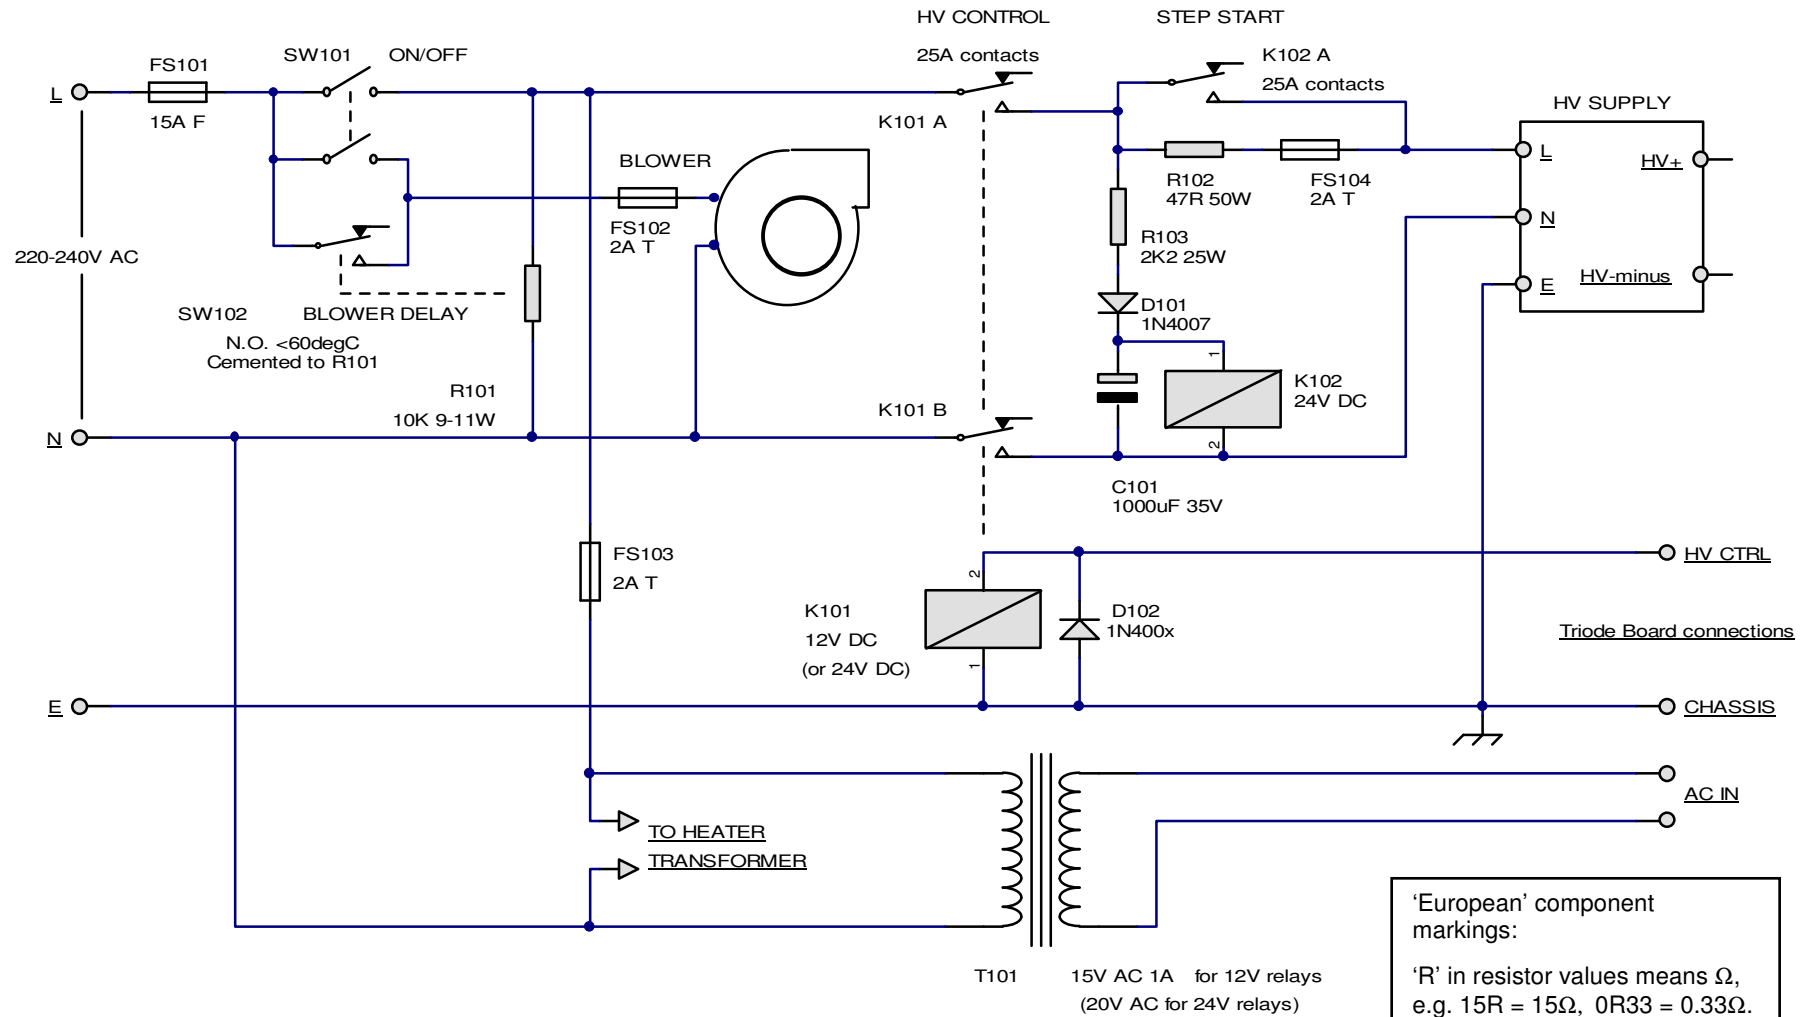 HV CONTROL
STEP START
FS101
SW101
ON/OFF
25A contacts
K102 A
25A contacts
L
15A F
K101 A
HV SUPPLY
BLOWER
L
HV+
R102
47R 50W
FS104
2A T
N
FS102
2A T
R103
2K2 25W
220-240V AC
HV-minus
E
SW102
BLOWER DELAY
N.O. <60degC
Cemented to R101
D101
1N4007
1
R101
10K 9-11W
K102
24V DC
K101 B
N
2
C101
1000uF 35V
FS103
2A T
HV CTRL
2
K101
12V DC
(or 24V DC)
D102
1N400x
1
Triode Board connections
E
CHASSIS
AC IN
TO HEATER
TRANSFORMER
T101
15V AC 1A for 12V relays
(20V AC for 24V relays)
‘European’ component
markings:
‘R’ in resistor values means Ω,
e.g. 15R = 15Ω, 0R33 = 0.33Ω.